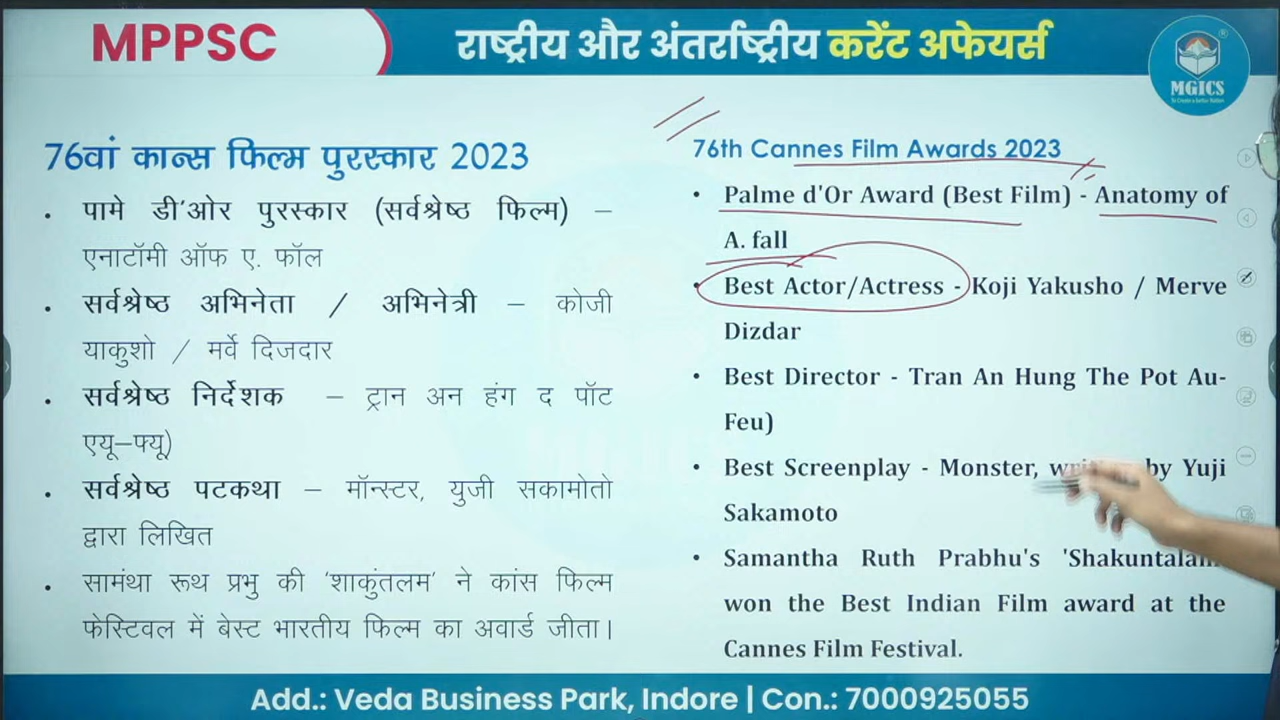 MPPSC
राष्ट्रीय और अंतर्राष्ट्रीय करेंट अफेयर्स
MGICS
76वां कान्स फिल्म पुरस्कार 2023
• पामे डी'ओर पुरस्कार (सर्वश्रेष्ठ फिल्म) –
एनाटॉमी ऑफ ए. फॉल
• सर्वश्रेष्ठ अभिनेता / अभिनेत्री – कोजी
याकुशो / मर्वे दिजदार
• सर्वश्रेष्ठ निर्देशक – ट्रान अन हंग द पॉट
एयू–फ्यू)
• सर्वश्रेष्ठ पटकथा – मॉन्स्टर, युजी सकामोतो
द्वारा लिखित
• सामंथा रूथ प्रभु की 'शाकुंतलम' ने कांस फिल्म
फेस्टिवल में बेस्ट भारतीय फिल्म का अवार्ड जीता।
76th Cannes Film Awards 2023
• Palme d'Or Award (Best Film) - Anatomy of
A. fall
• Best Actor/Actress - Koji Yakusho / Merve
Dizdar
• Best Director - Tran An Hung The Pot Au-
Feu)
• Best Screenplay - Monster, by Yuji
Sakamoto
• Samantha Ruth Prabhu's
won the Best Indian Film award at the
Cannes Film Festival.
Add.: Veda Business Park, Indore | Con.: 7000925055